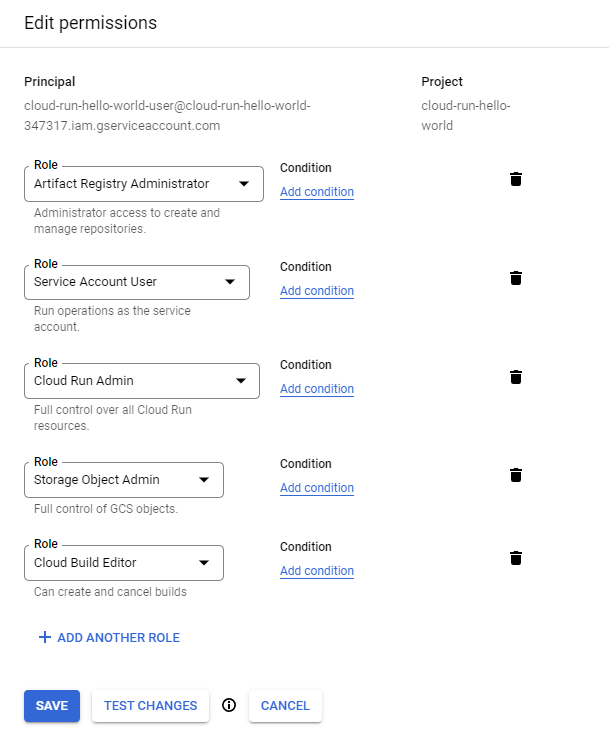 Edit permissions
Principal
Project
cloud-run-hello-world-user@cloud-run-hello-world-
347317.iam.gserviceaccount.com
cloud-run-hello-
world
Role
Artifact Registry Administrator
Condition
Add condition
Administrator access to create and
manage repositories.
Role
Service Account User
Condition
Add condition
Run operations as the service
account.
Role
Cloud Run Admin
Condition
Add condition
Full control over all Cloud Run
resources.
Role
Storage Object Admin
Condition
Add condition
Full control of GCS objects.
Role
Cloud Build Editor
Condition
Add condition
Can create and cancel builds
ADD ANOTHER ROLE
SAVE
TEST CHANGES
CANCEL